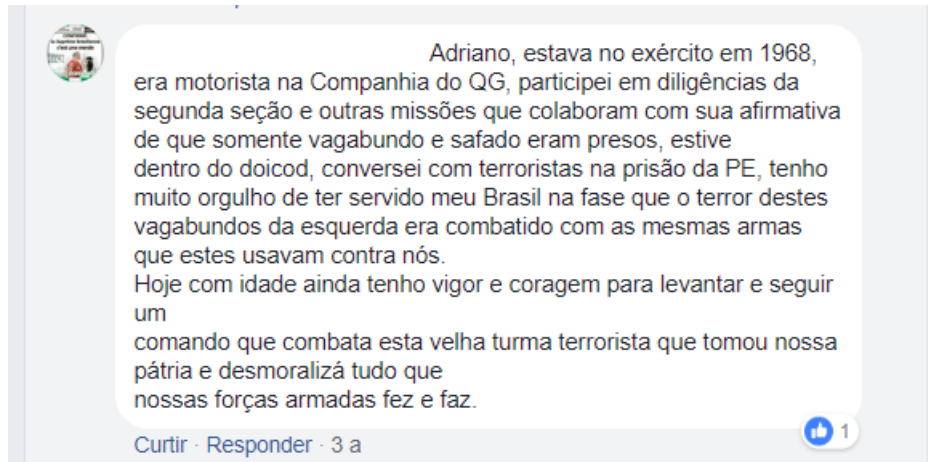 Adriano, estava no exército em 1968,
era motorista na Companhia do QG, participei em diligências da
segunda seção e outras missões que colaboram com sua afirmativa
de que somente vagabundo e safado eram presos, estive
dentro do doicod, conversei com terroristas na prisão da PE, tenho
muito orgulho de ter servido meu Brasil na fase que o terror destes
vagabundos da esquerda era combatido com as mesmas armas
que estes usavam contra nós.
Hoje com idade ainda tenho vigor e coragem para levantar e seguir
um
comando que combata esta velha turma terrorista que tomou nossa
pátria e desmoralizá tudo que
nossas forças armadas fez e faz.
1
Curtir · Responder · 3 a